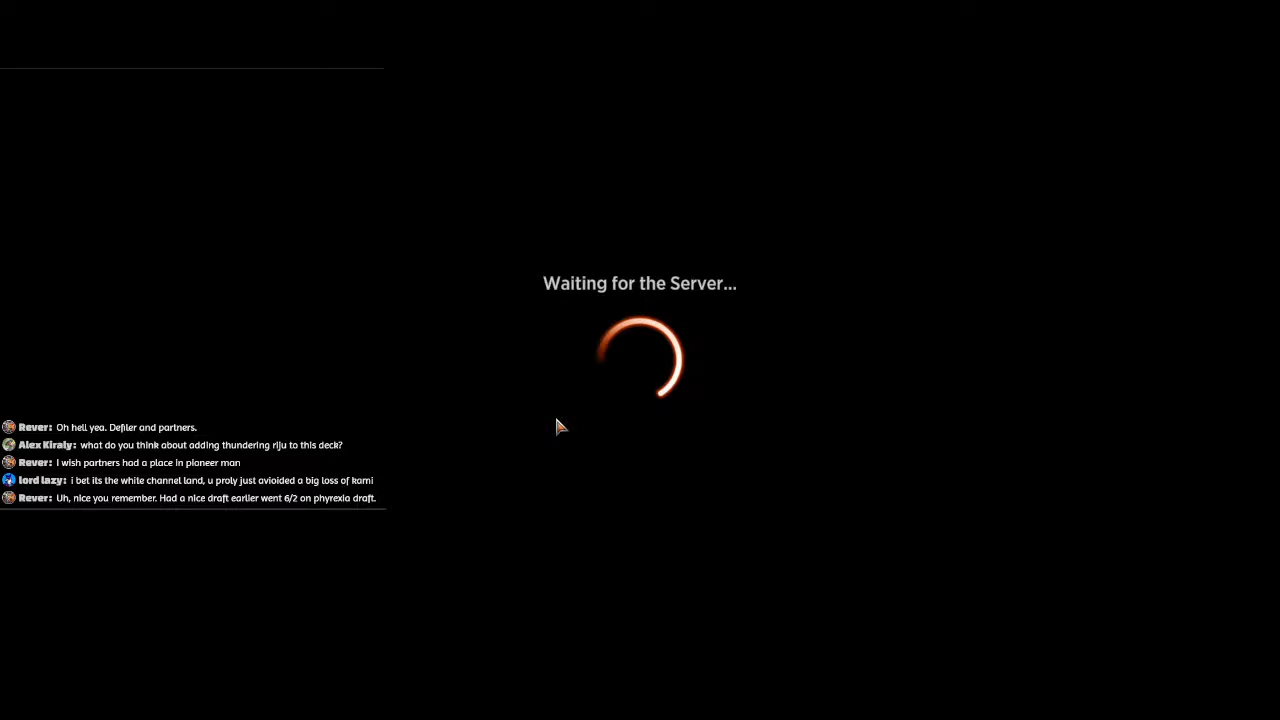 Waiting for the Server...
Rever: Oh hell yea. Defiler and partners.
Alex Kiraly: what do you think about adding thundering riju to this deck?
Rever: I wish partners had a place in pioneer man
lord lazy: i bet its the white channel land, u proly just avioided a big loss of kami
Rever: Uh, nice you remember. Had a nice draft earlier went 6/2 on phyrexia draft.